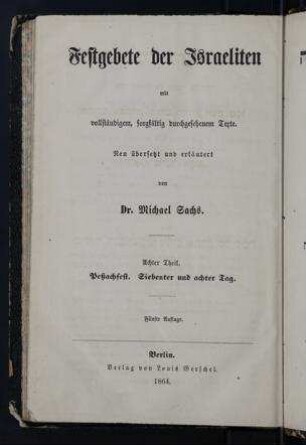 Festgebete der Israeliten
mit
vollständigem, sorgfältig durchgesehenem Texte.
Neu übersetzt und erläutert
von
Dr. Michael Sachs.
Achter Theil.
Peßachfest. Siebenter und achter Tag.
Fünfte Auflage.
Berlin.
Verlag von Louis Gerschel.
1864.